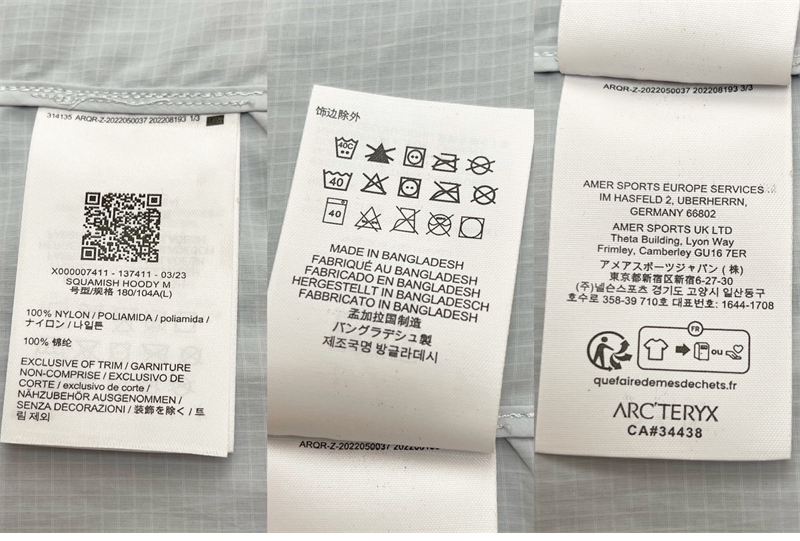 314135 ARQR-Z-2022050037 202208193 1/3
X000007411 - 137411 - 03/23
SQUAMISH HOODY M
号型/规格 180/104A(L)
100% NYLON / POLIAMIDA / poliamida /
ナイロン / 나일론
100% 锦纶
EXCLUSIVE OF TRIM / GARNITURE
NON-COMPRISE / EXCLUSIVO DE
CORTE / exclusivo de corte /
NÄHZUBEHÖR AUSGENOMMEN /
SENZA DECORAZIONI / 装飾を除く / 트
림 제외
饰边除外
40C
40
40
MADE IN BANGLADESH
FABRIQUÉ AU BANGLADESH
FABRICADO EN BANGLADESH
HERGESTELLT IN BANGLADESCH
FABBRICATO IN BANGLADESH
孟加拉国制造
バングラデシュ製
제조국명 방글라데시
ARQR-Z-2022050037
ARQR-Z-2022050037 202208193 3/3
AMER SPORTS EUROPE SERVICES
IM HASFELD 2, UBERHERRN,
GERMANY 66802
AMER SPORTS UK LTD
Theta Building, Lyon Way
Frimley, Camberley GU16 7ER
アメアスポーツジャパン (株)
東京都新宿区新宿6-27-30
(주)넬슨스포츠 경기도 고양시 일산동구
호수로 358-39 710호 대표번호: 1644-1708
FR
ou
quefairedemesdechets.fr
ARC'TERYX
CA#34438